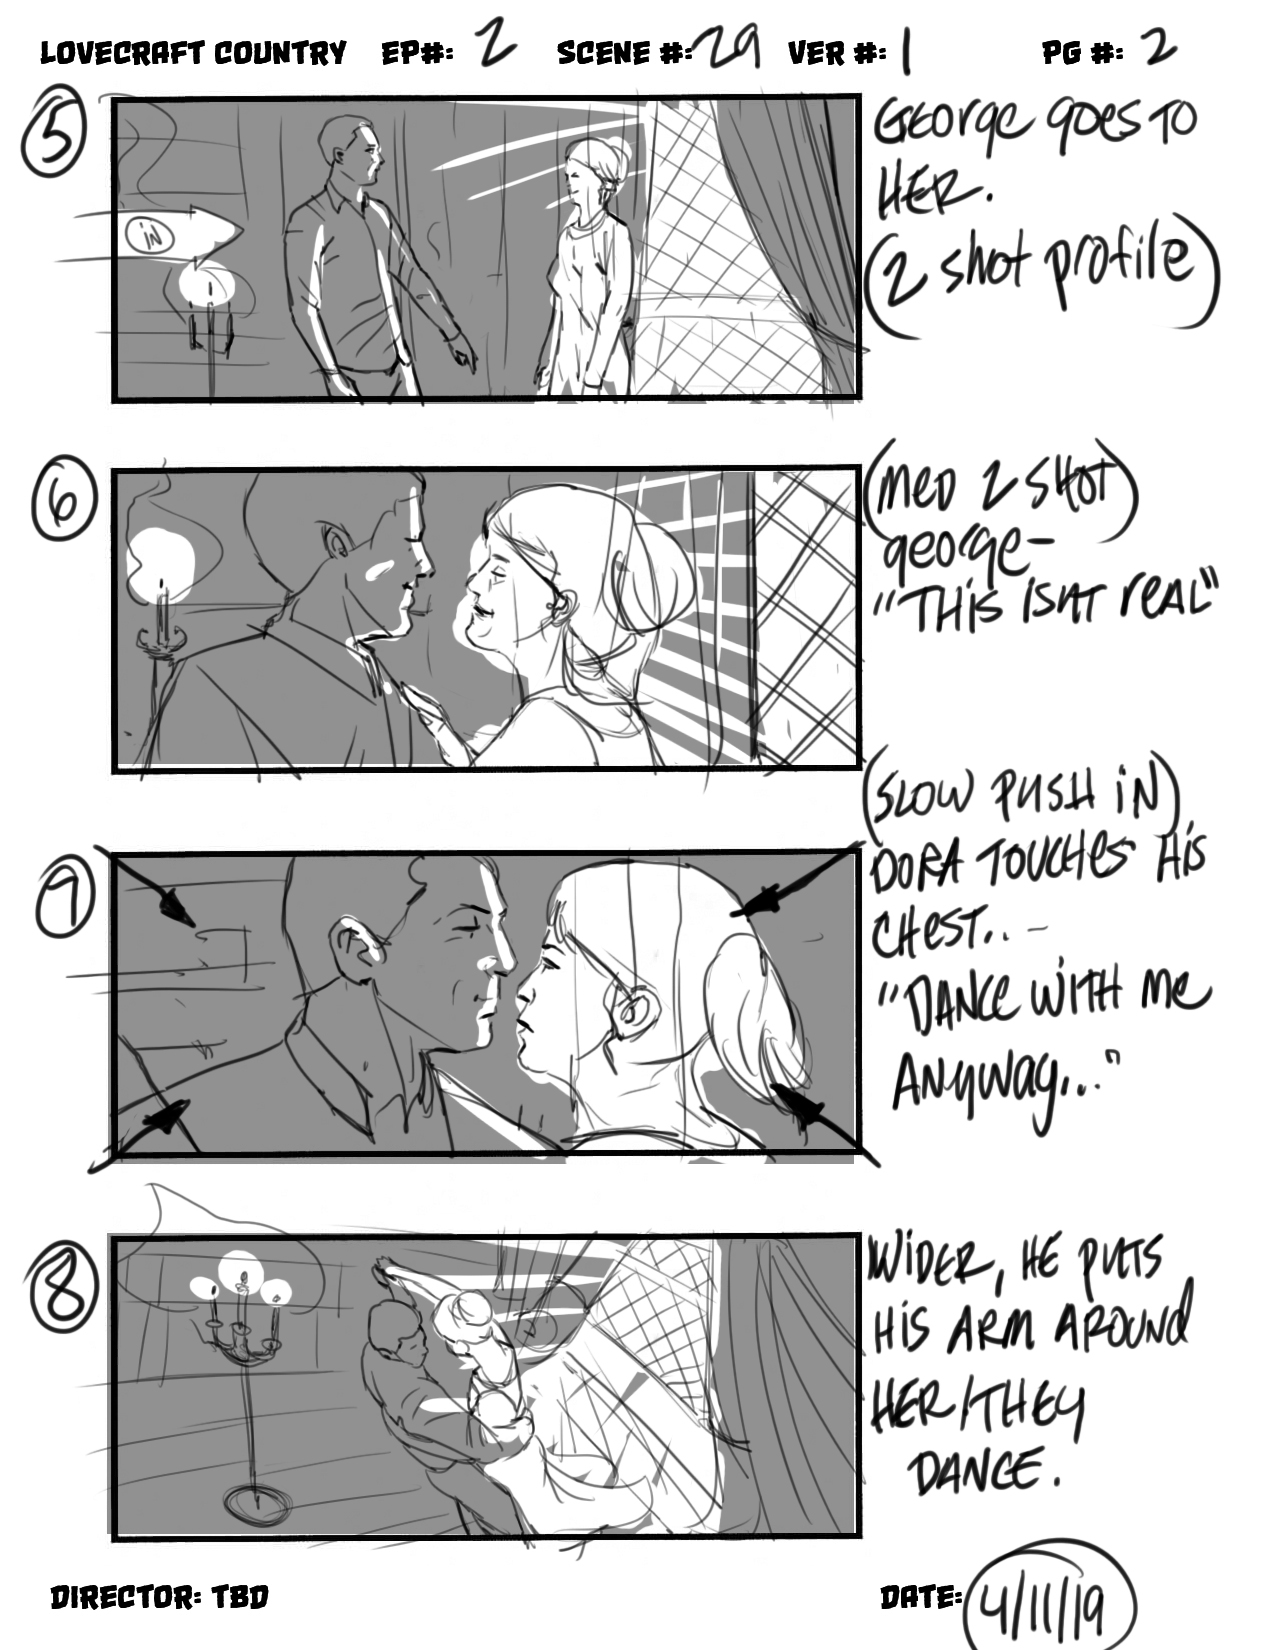 LOVECRAFT COUNTRY EP#: 2 SCENE #: 29 VER #: 1 PG #: 2
5
IN
GEORGE GOES TO
HER.
(2 SHOT PROFILE)
6
(MED 2 SHOT)
GEORGE-
"THIS ISNT REAL"
7
(SLOW PUSH IN)
DORA TOUCHES HIS
CHEST.. -
"DANCE WITH ME
ANYWAY..."
8
WIDER, HE PUTS
HIS ARM AROUND
HER/THEY
DANCE.
DIRECTOR: TBD DATE: 4/11/19